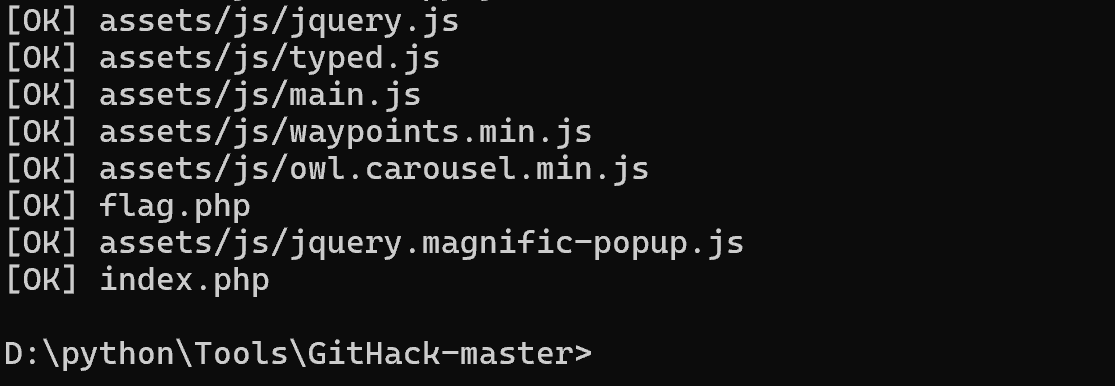 [OK] assets/js/jquery.js
[OK] assets/js/typed.js
[OK] assets/js/main.js
[OK] assets/js/waypoints.min.js
[OK] assets/js/owl.carousel.min.js
[OK] flag.php
[OK] assets/js/jquery.magnific-popup.js
[OK] index.php
D:\python\Tools\GitHack-master>